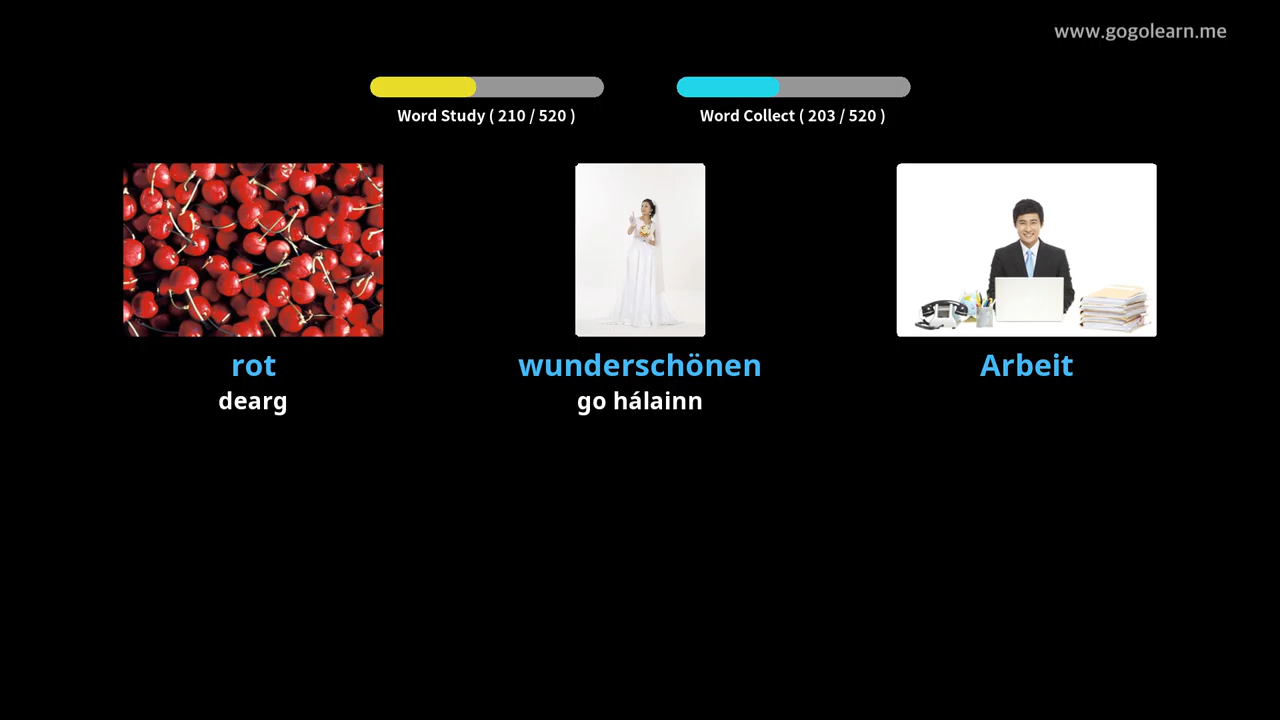 www.gogolearn.me
Word Study ( 210 / 520 )
Word Collect ( 203 / 520 )
rot
wunderschönen
Arbeit
dearg
go hálainn